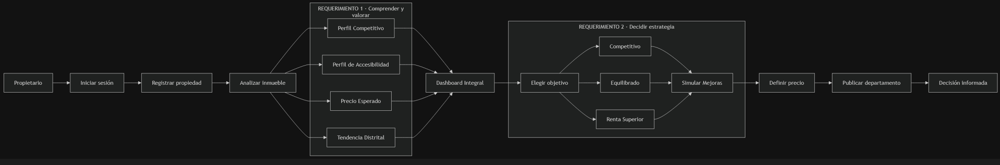 Propietario
Iniciar sesión
Registrar propiedad
Analizar inmueble
REQUERIMIENTO 1 · Comprender y
valorar
Perfil Competitivo
Perfil de Accesibilidad
Precio Esperado
Tendencia Distrital
Dashboard Integral
REQUERIMIENTO 2 · Decidir estrategia
Elegir objetivo
Competitivo
Equilibrado
Renta Superior
Simular Mejoras
Definir precio
Publicar departamento
Decisión informada